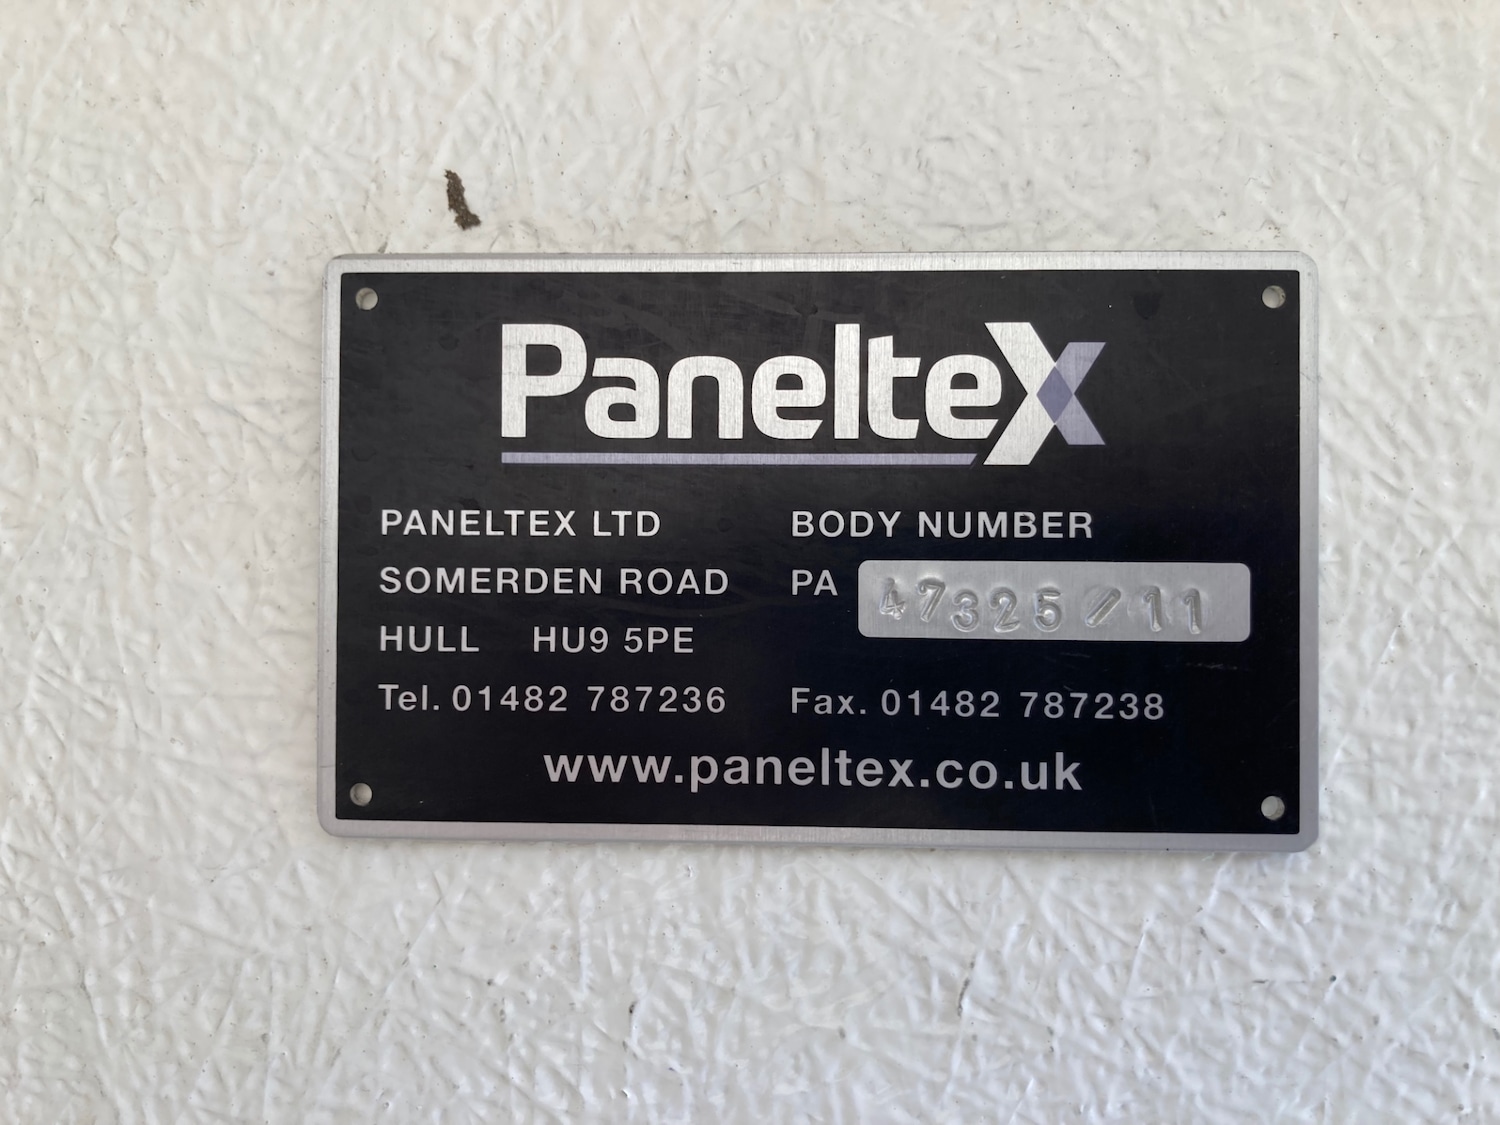 Paneltex
PANELTEX LTD
SOMERDEN ROAD
HULL HU9 5PE
Tel. 01482 787236
BODY NUMBER
PA 47325/11
Fax. 01482 787238
www.paneltex.co.uk